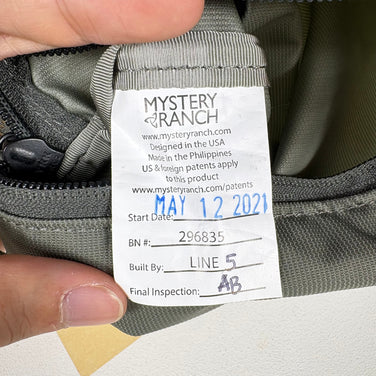 MYSTERY
RANCH
www.mysteryranch.com
Designed in the USA
Made in the Philippines
US & foreign patents apply
to this product
www.mysteryranch.com/patents
Start Date: MAY 12 2021
BN#: 296835
Built By: LINE 5
Final Inspection: AB